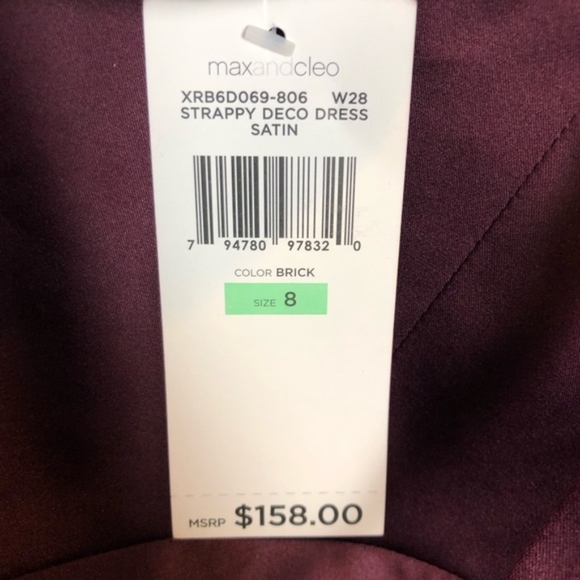 maxandcleo
XRB6D069-806 W28
STRAPPY DECO DRESS
SATIN
7 94780 97832 0
COLOR BRICK
SIZE 8
MSRP $158.00